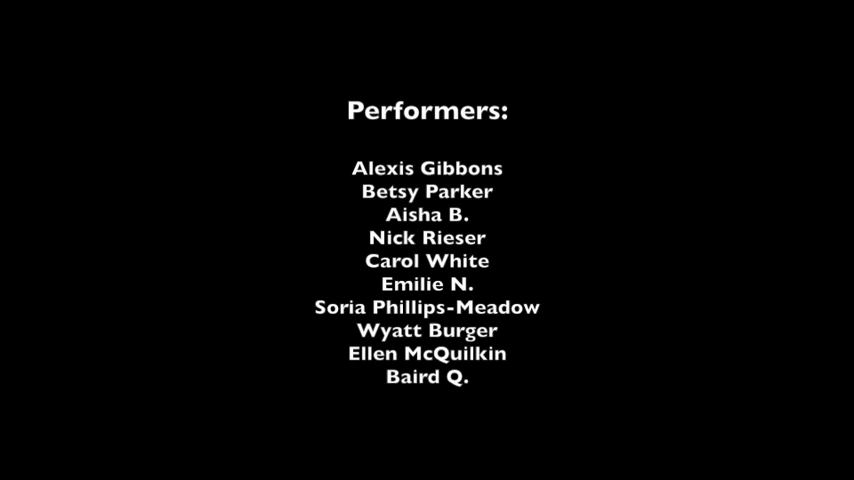 Performers:
Alexis Gibbons
Betsy Parker
Aisha B.
Nick Rieser
Carol White
Emilie N.
Soria Phillips-Meadow
Wyatt Burger
Ellen McQuilkin
Baird Q.